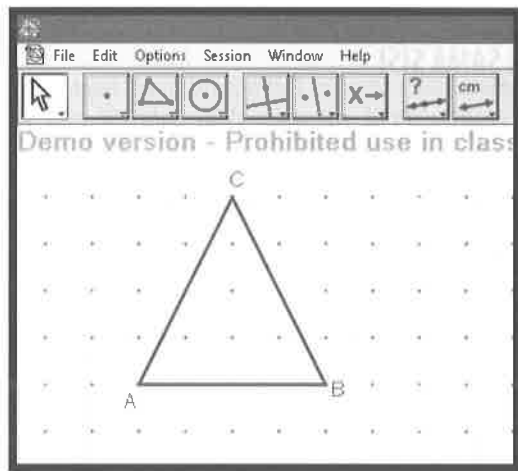 File Edit Options Session Window Help
X
? cm
Demo version - Prohibited use in class
C
A B